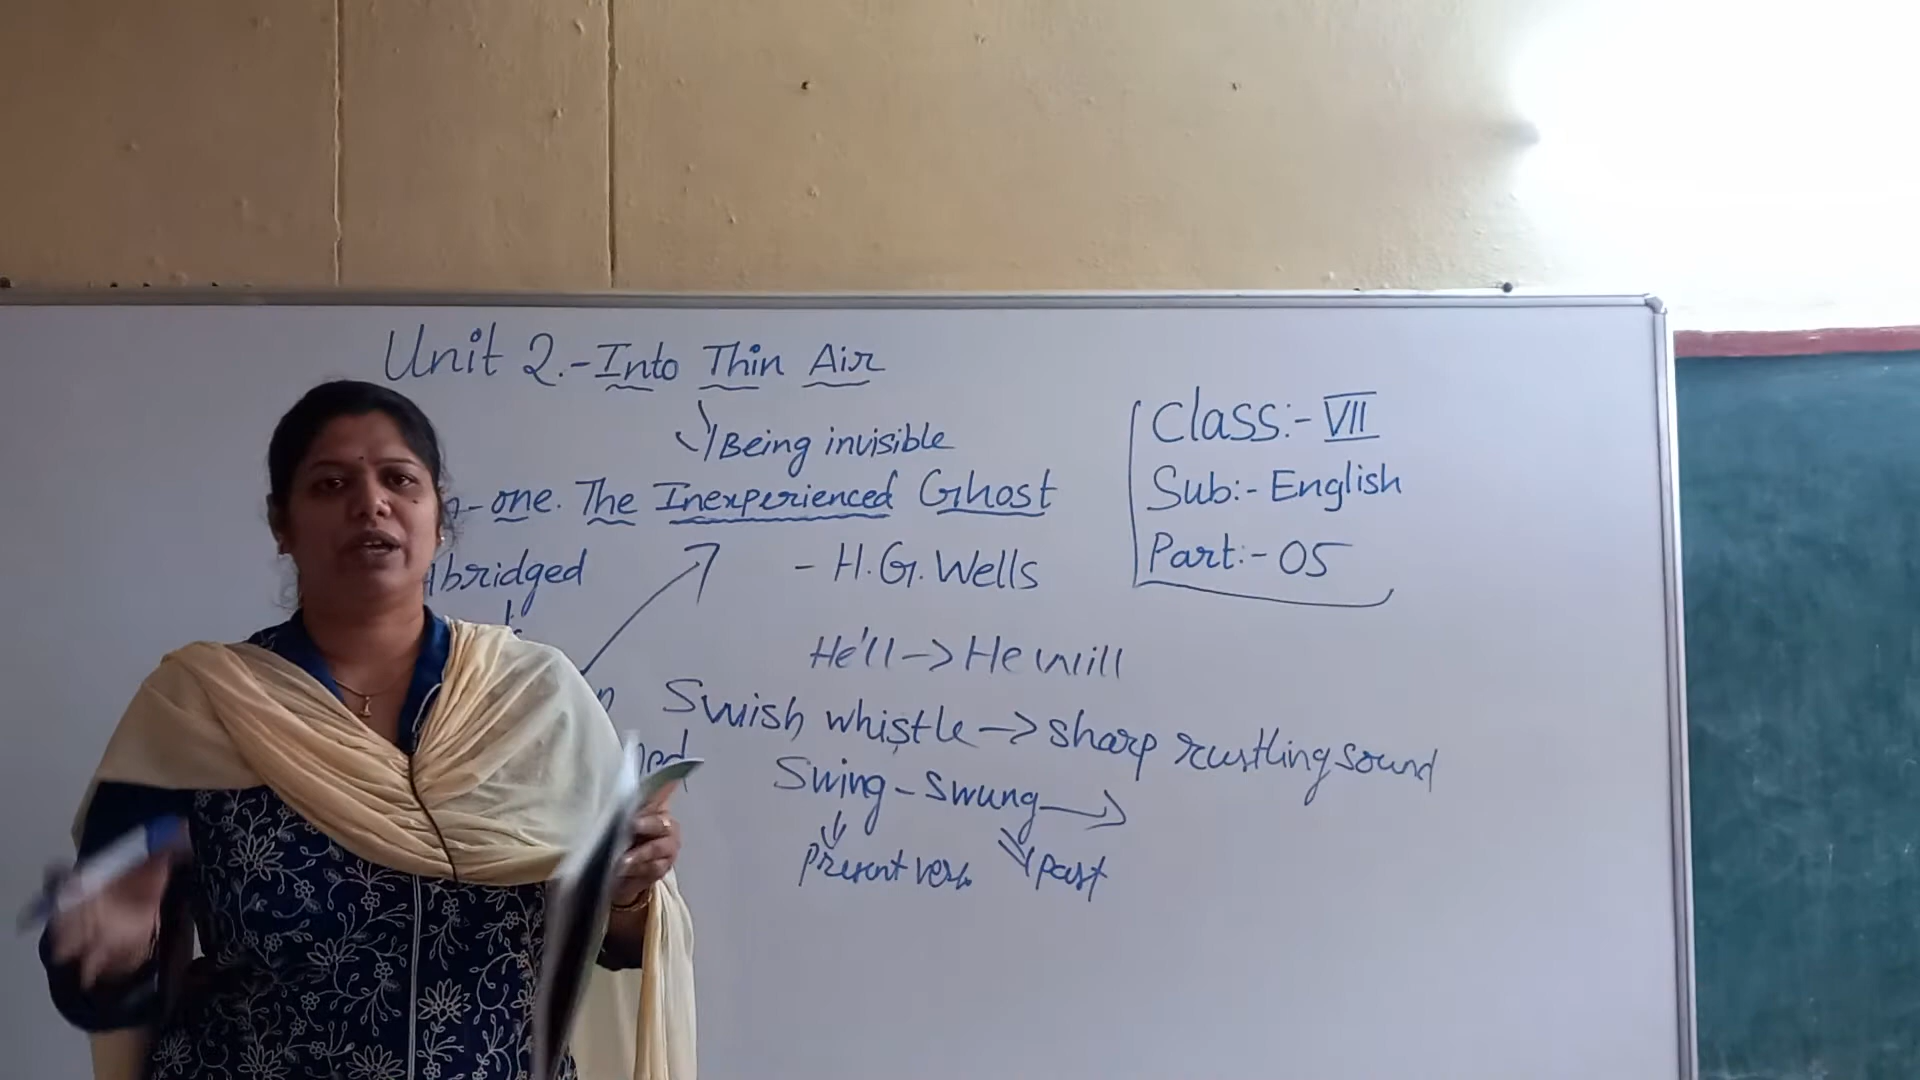 Unit 2.- Into Thin Air
Being invisible
- one. The Inexperienced Ghost
bridged
- H.G. Wells
Class:- VII
Sub:- English
Part:- 05
He'll -> He will
Swish whistle -> sharp rustling sound
Swing - Swung ->
present verb
past